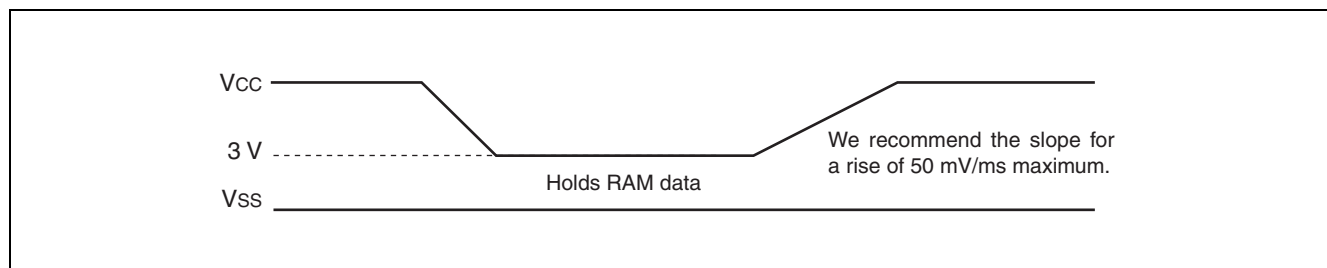 VCC
3 V
We recommend the slope for
a rise of 50 mV/ms maximum.
Holds RAM data
VSS